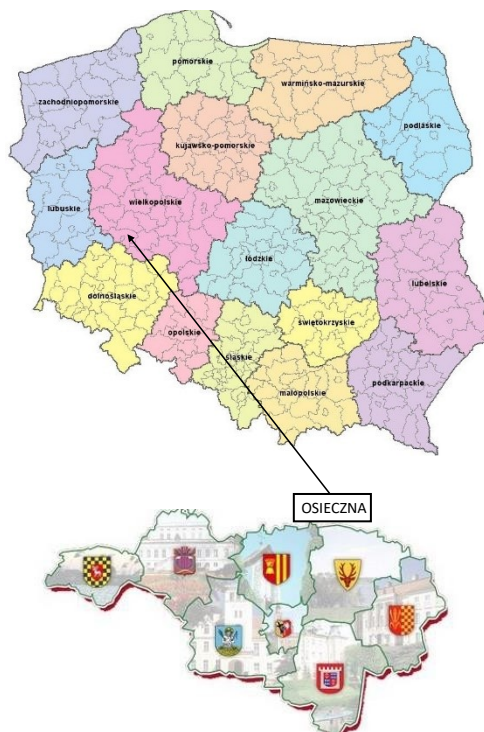 pomorskie
warmińsko-mazurskie
zachodniopomorskie
podlaskie
kujawsko-pomorskie
mazowieckie
lubuskie
wielkopolskie
łódzkie
lubelskie
dolnośląskie
świętokrzyskie
opolskie
śląskie
podkarpackie
małopolskie
OSIECZNA